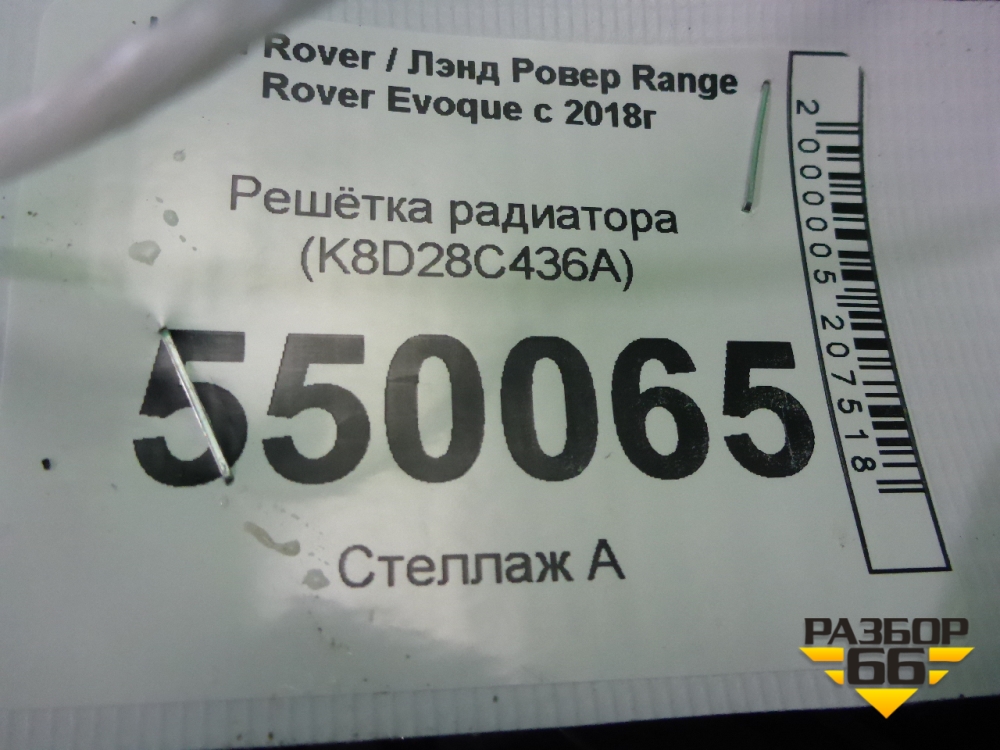 Rover / Лэнд Ровер Range
Rover Evoque с 2018г
Решётка радиатора
(K8D28C436A)
550065
Стеллаж А
2000005207518
РАЗБОР
66